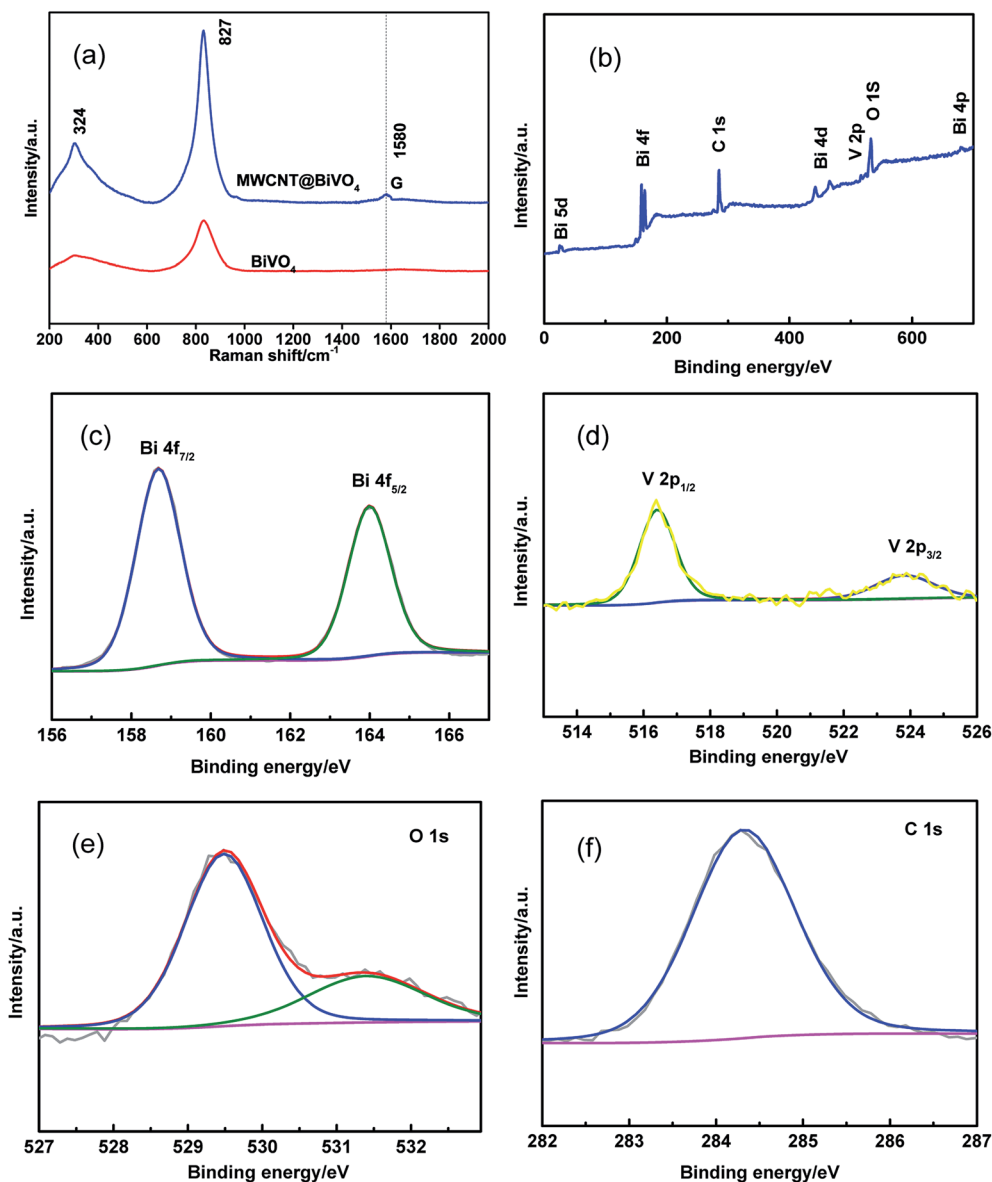 (a)
827
324
1580
G
MWCNT@BiVO₄
BiVO₄
Intensity/a.u.
200 400 600 800 1000 1200 1400 1600 1800 2000
Raman shift/cm⁻¹
(b)
Bi 5d
Bi 4f
C 1s
Bi 4d
V 2p
O 1S
Bi 4p
Intensity/a.u.
0 200 400 600
Binding energy/eV
(c)
Bi 4f₇/₂
Bi 4f₅/₂
Intensity/a.u.
156 158 160 162 164 166
Binding energy/eV
(d)
V 2p₁/₂
V 2p₃/₂
Intensity/a.u.
514 516 518 520 522 524 526
Binding energy/eV
(e)
O 1s
Intensity/a.u.
527 528 529 530 531 532
Binding energy/eV
(f)
C 1s
Intensity/a.u.
282 283 284 285 286 287
Binding energy/eV